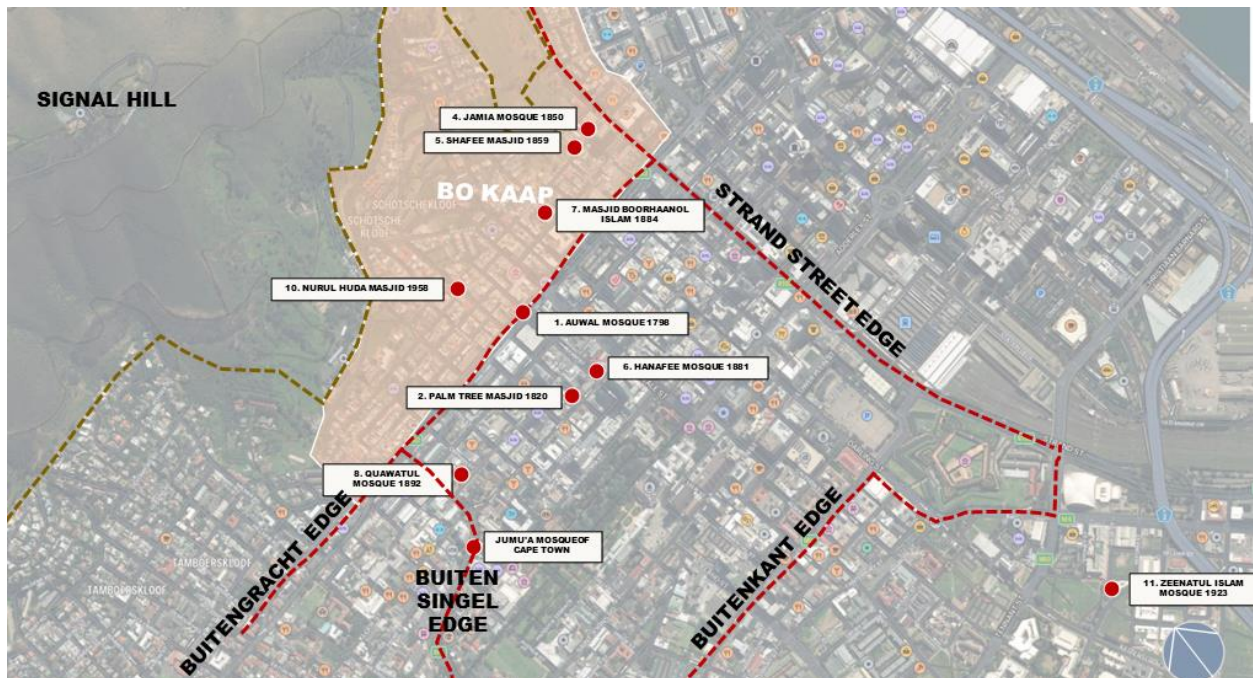 SIGNAL HILL
4. JAMIA MOSQUE 1850
5. SHAFEE MASJID 1859
BO KAAP
SCHOTSCHEKLOOF
SCHOTSCHE
KLOOF
7. MASJID BOORHAANOL
ISLAM 1884
STRAND STREET EDGE
10. NURUL HUDA MASJID 1958
1. AUWAL MOSQUE 1798
6. HANAFEE MOSQUE 1881
2. PALM TREE MASJID 1820
8. QUAWATUL
MOSQUE 1892
JUMU'A MOSQUEOF
CAPE TOWN
BUITENGRACHT EDGE
BUITEN
SINGEL
EDGE
BUITENKANT EDGE
TAMBOERSKLOOF
TAMBOERSKLOOF
11. ZEENATUL ISLAM
MOSQUE 1923